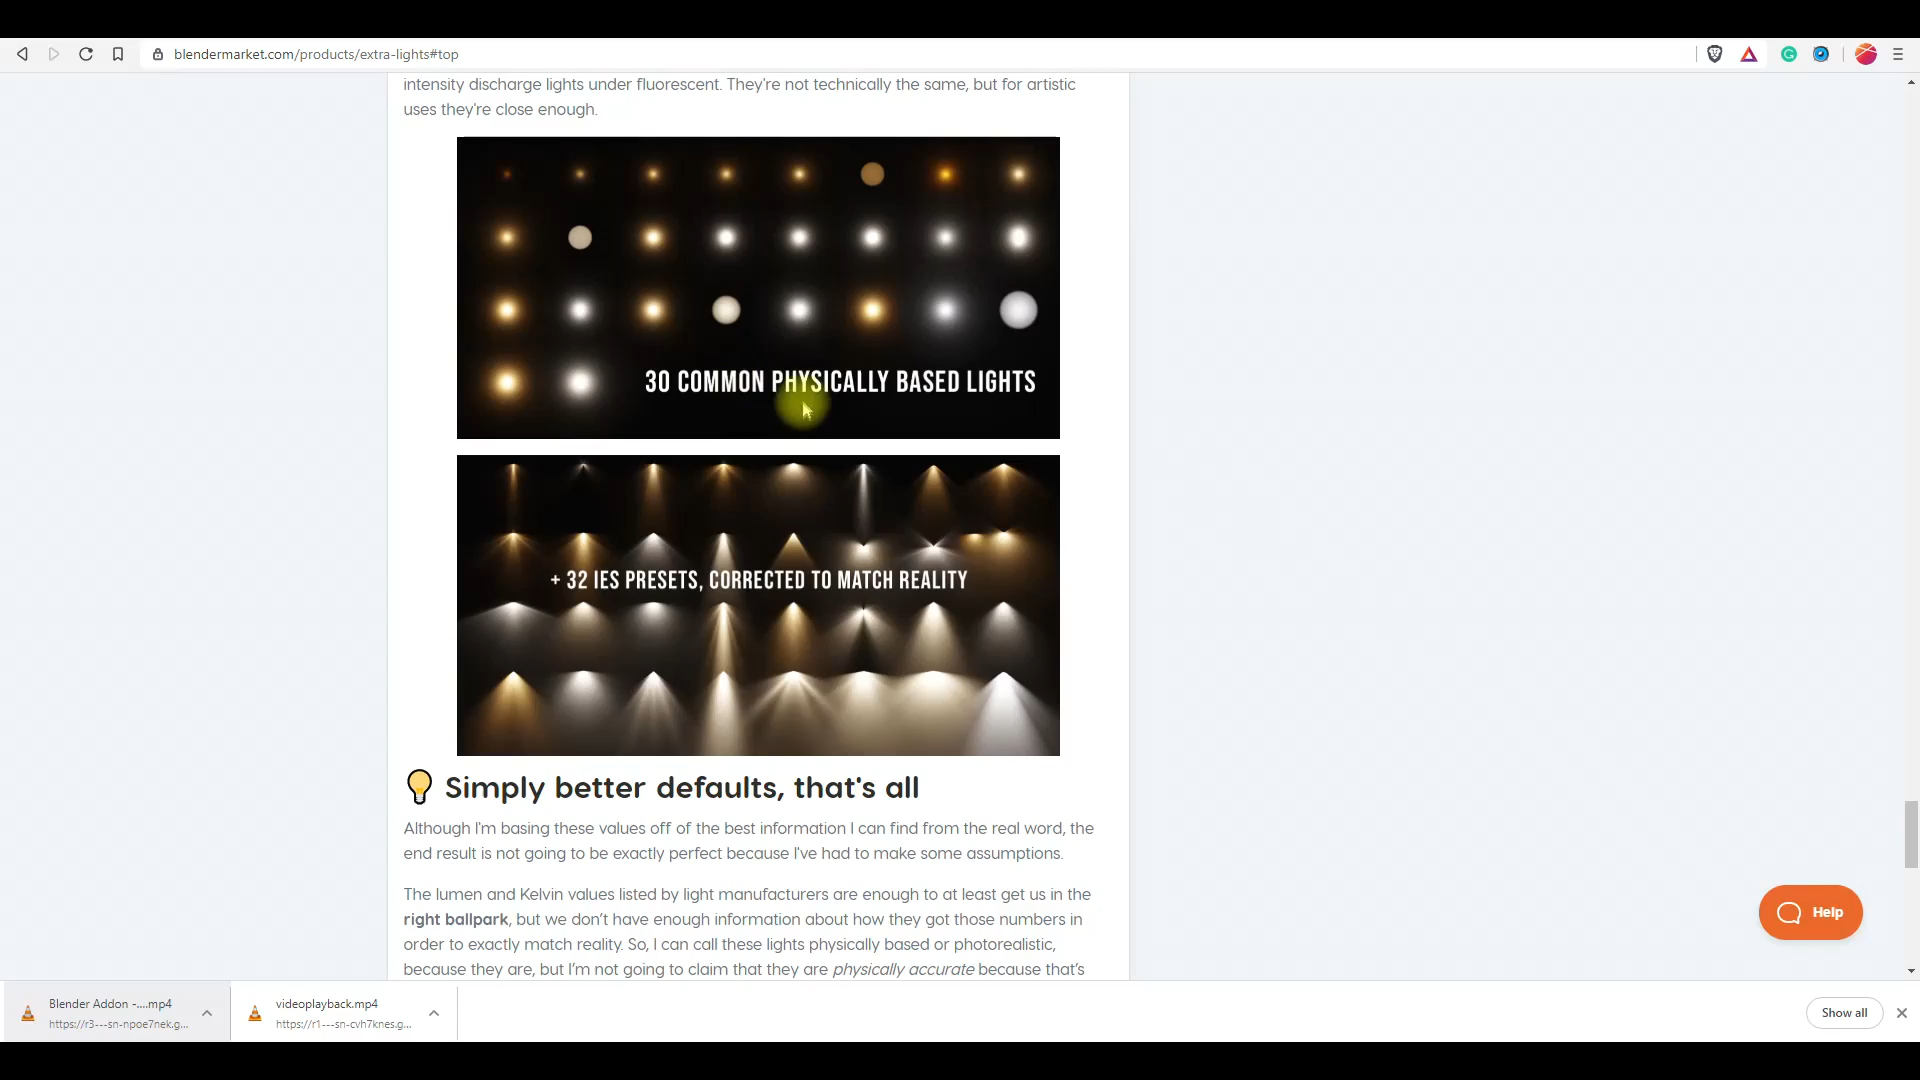 blendermarket.com/products/extra-lights#top
intensity discharge lights under fluorescent. They're not technically the same, but for artistic
uses they're close enough.
30 COMMON PHYSICALLY BASED LIGHTS
+ 32 IES PRESETS, CORRECTED TO MATCH REALITY
Simply better defaults, that's all
Although I'm basing these values off of the best information I can find from the real word, the
end result is not going to be exactly perfect because I've had to make some assumptions.
The lumen and Kelvin values listed by light manufacturers are enough to at least get us in the
right ballpark, but we don't have enough information about how they got those numbers in
order to exactly match reality. So, I can call these lights physically based or photorealistic,
because they are, but I'm not going to claim that they are physically accurate because that's
Help
Blender Addon -....mp4
https://r3---sn-npoe7nek.g...
videoplayback.mp4
https://r1---sn-cvh7knes.g...
Show all